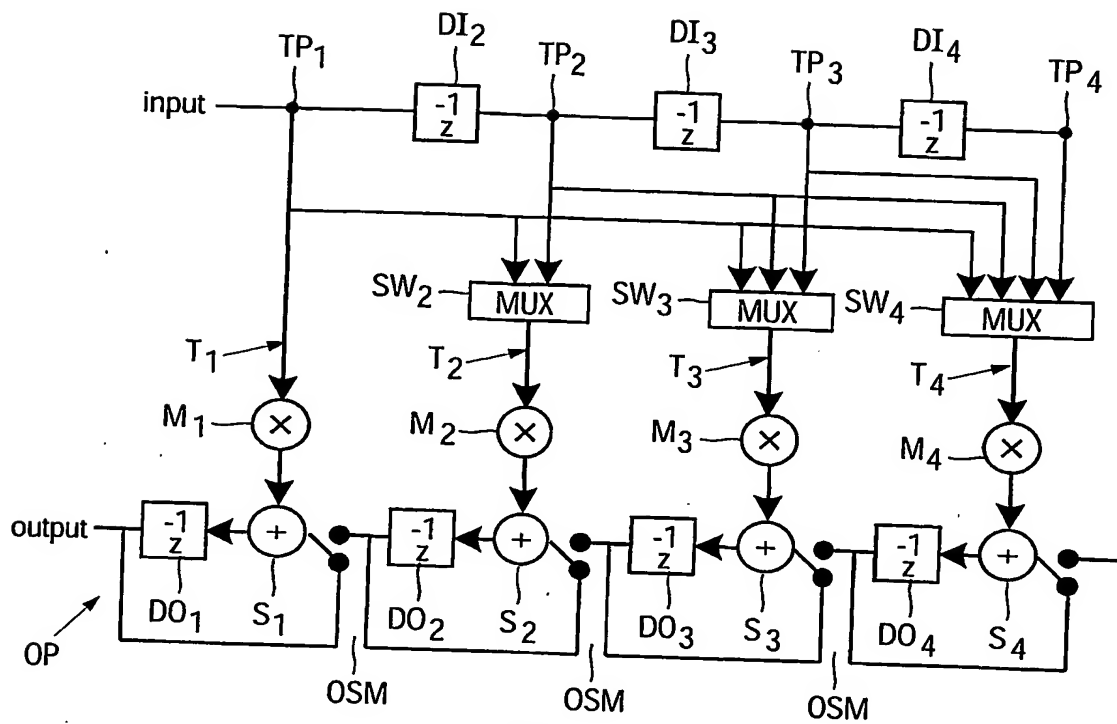 DI2
DI3
DI4
TP1
TP2
TP3
TP4
input
-1
z
-1
z
-1
z
SW2
MUX
SW3
MUX
SW4
MUX
T1
T2
T3
T4
M1
×
M2
×
M3
×
M4
×
output
-1
z
+
-1
z
+
-1
z
+
-1
z
+
DO1
S1
DO2
S2
DO3
S3
DO4
S4
OP
OSM
OSM
OSM